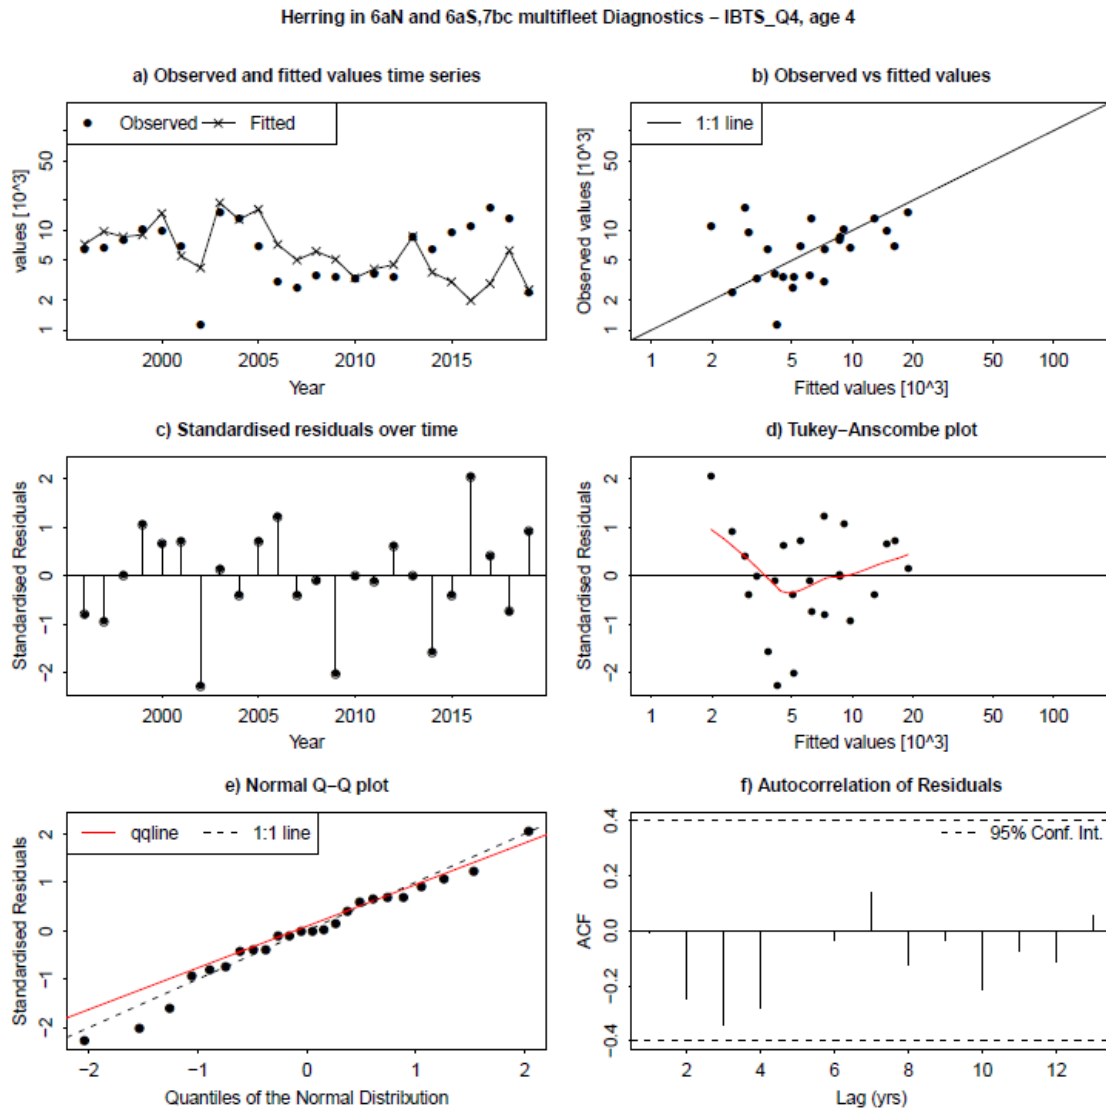 Herring in 6aN and 6aS,7bc multifleet Diagnostics − IBTS_Q4, age 4
a) Observed and fitted values time series
Observed
Fitted
values [10^3]
50
10
5
2
1
2000 2005 2010 2015
Year
b) Observed vs fitted values
1:1 line
Observed values [10^3]
50
10
5
2
1
1 2 5 10 20 50 100
Fitted values [10^3]
c) Standardised residuals over time
Standardised Residuals
2
1
0
−1
−2
2000 2005 2010 2015
Year
d) Tukey−Anscombe plot
Standardised Residuals
2
1
0
−1
−2
1 2 5 10 20 50 100
Fitted values [10^3]
e) Normal Q−Q plot
qqline
1:1 line
Standardised Residuals
2
1
0
−1
−2
−2 −1 0 1 2
Quantiles of the Normal Distribution
f) Autocorrelation of Residuals
95% Conf. Int.
ACF
0.4
0.2
0.0
−0.2
−0.4
2 4 6 8 10 12
Lag (yrs)